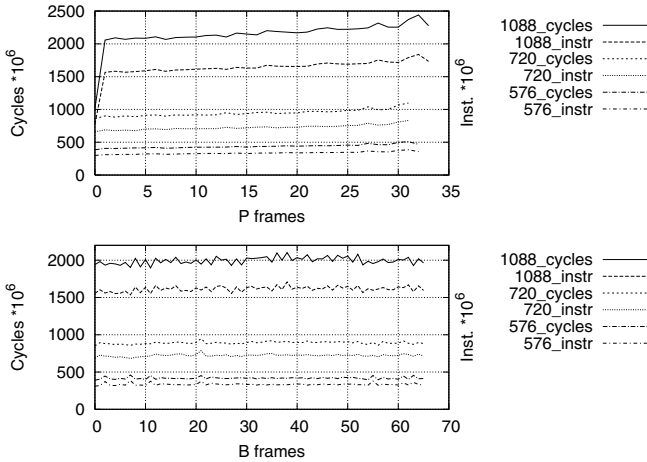 2500
2000
1500
1000
500
0
Cycles *10^6
0 5 10 15 20 25 30 35
P frames
Inst. *10^6
1088_cycles
1088_instr
720_cycles
720_instr
576_cycles
576_instr
2000
1500
1000
500
0
Cycles *10^6
0 10 20 30 40 50 60 70
B frames
Inst. *10^6
1088_cycles
1088_instr
720_cycles
720_instr
576_cycles
576_instr